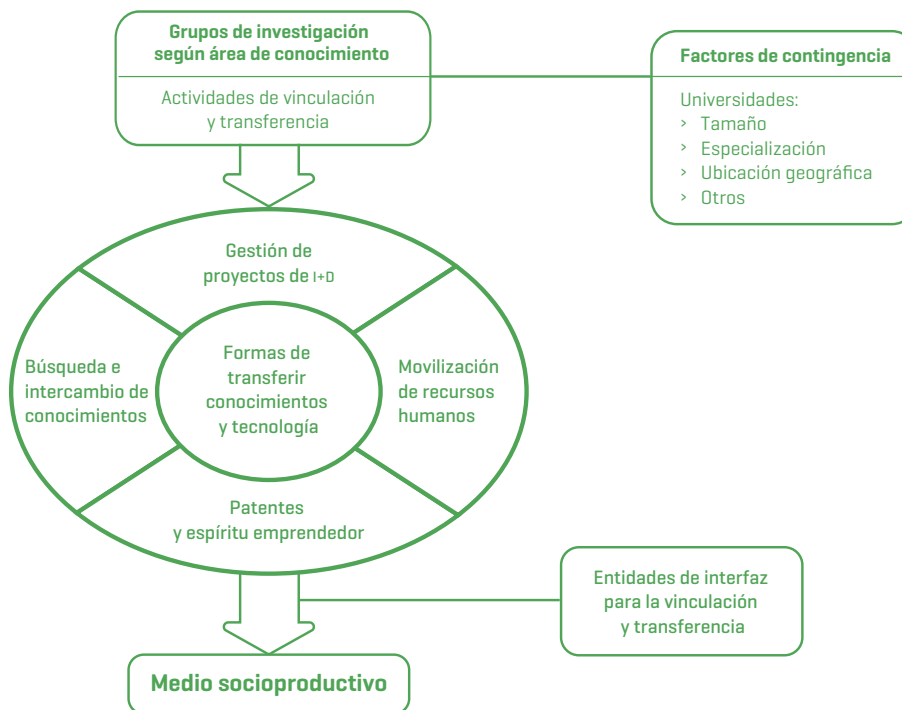 Grupos de investigación
según área de conocimiento
Actividades de vinculación
y transferencia
Factores de contingencia
Universidades:
› Tamaño
› Especialización
› Ubicación geográfica
› Otros
Gestión de
proyectos de I+D
Búsqueda e
intercambio de
conocimientos
Formas de
transferir
conocimientos
y tecnología
Movilización
de recursos
humanos
Patentes
y espíritu emprendedor
Entidades de interfaz
para la vinculación
y transferencia
Medio socioproductivo